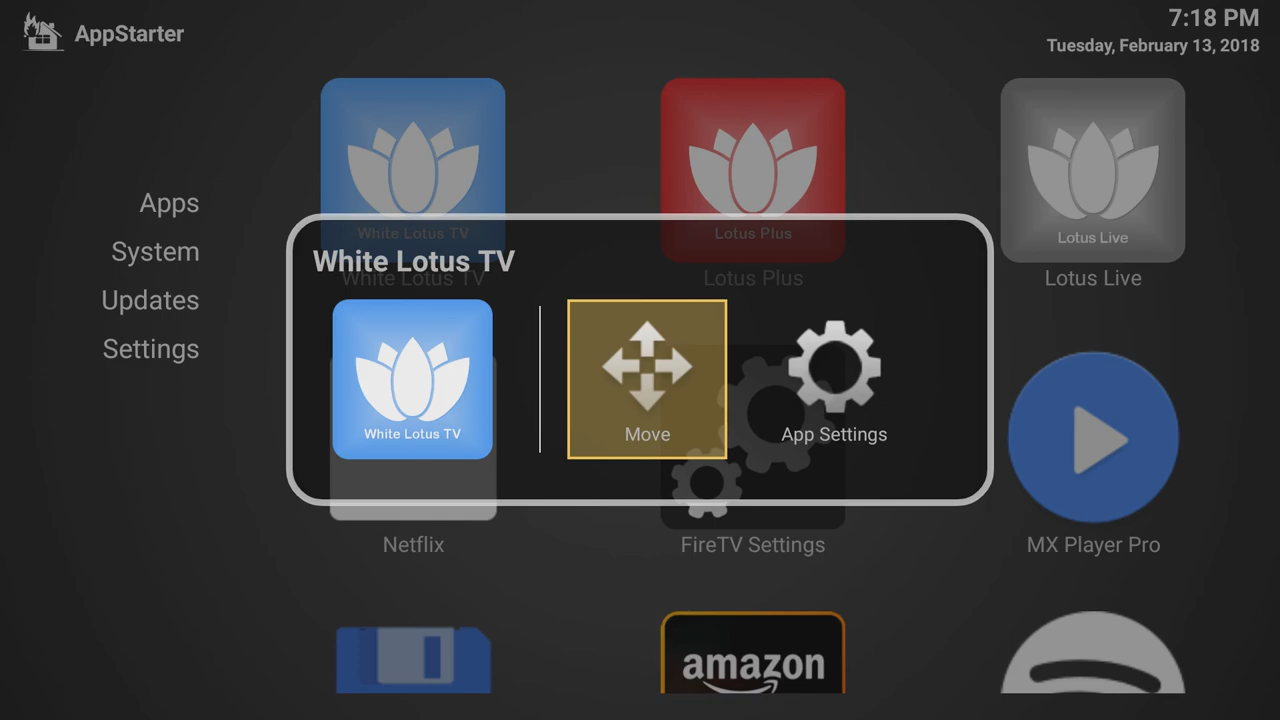 AppStarter
7:18 PM
Tuesday, February 13, 2018
Apps
System
Updates
Settings
White Lotus TV
White Lotus TV
Lotus Plus
Lotus Plus
Lotus Live
Lotus Live
White Lotus TV
White Lotus TV
Move
App Settings
Netflix
FireTV Settings
MX Player Pro
amazon